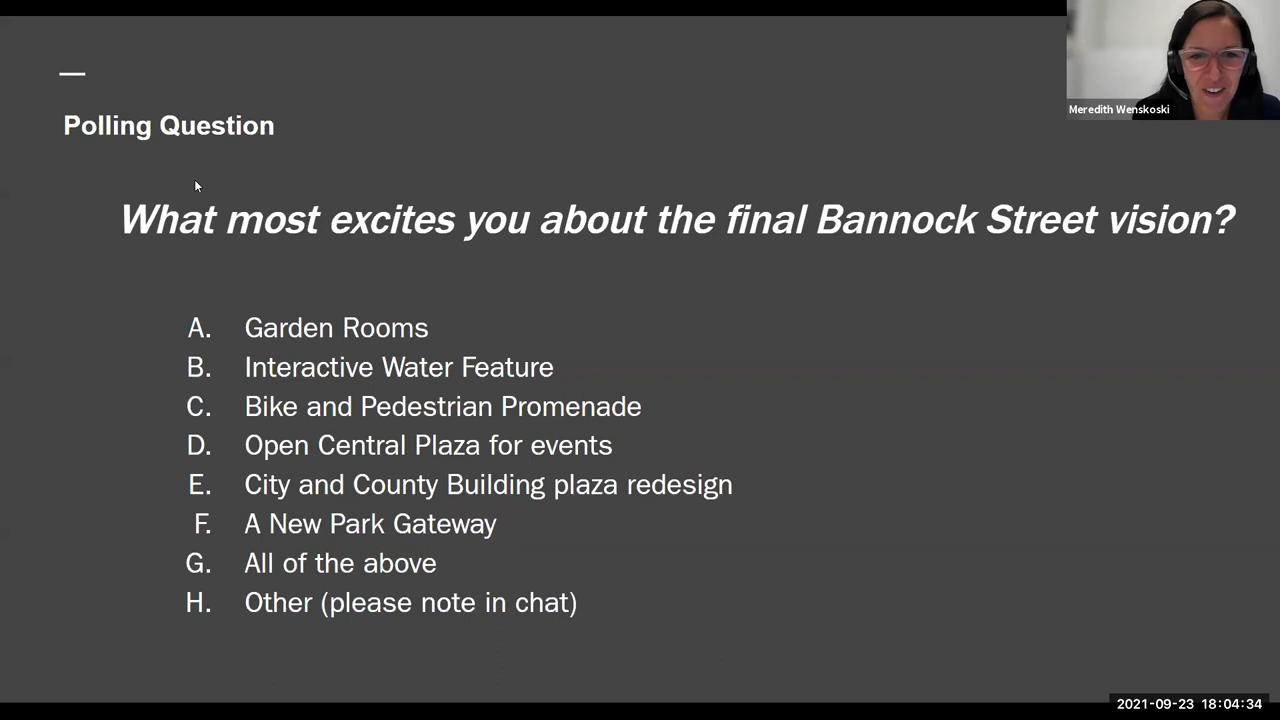 Meredith Wenskoski
Polling Question
What most excites you about the final Bannock Street vision?
A. Garden Rooms
B. Interactive Water Feature
C. Bike and Pedestrian Promenade
D. Open Central Plaza for events
E. City and County Building plaza redesign
F. A New Park Gateway
G. All of the above
H. Other (please note in chat)
2021-09-23 18:04:34